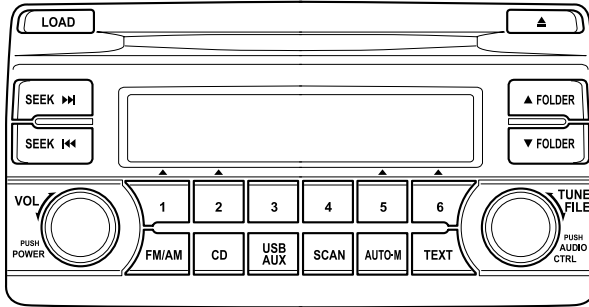 LOAD
SEEK
SEEK
FOLDER
FOLDER
VOL
PUSH
POWER
1
2
3
4
5
6
FM/AM
CD
USB
AUX
SCAN
AUTO-M
TEXT
TUNE
FILE
PUSH
AUDIO
CTRL